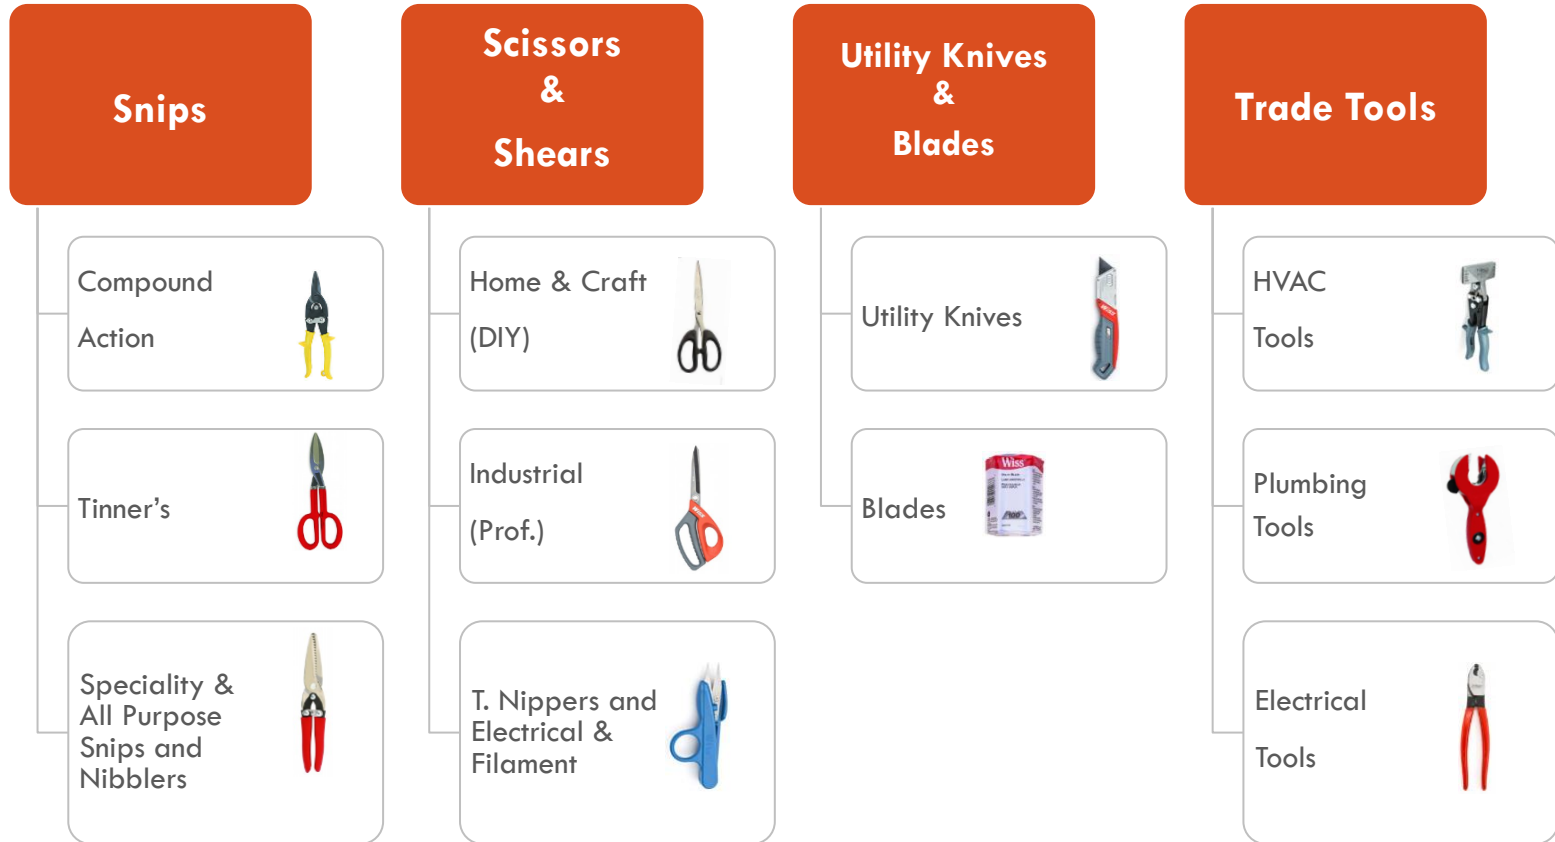 Snips
Compound
Action
Tinner's
Speciality &
All Purpose
Snips and
Nibblers
Scissors
&
Shears
Home & Craft
(DIY)
Industrial
(Prof.)
T. Nippers and
Electrical &
Filament
Utility Knives
&
Blades
Utility Knives
Blades
Wiss
Trade Tools
HVAC
Tools
Plumbing
Tools
Electrical
Tools